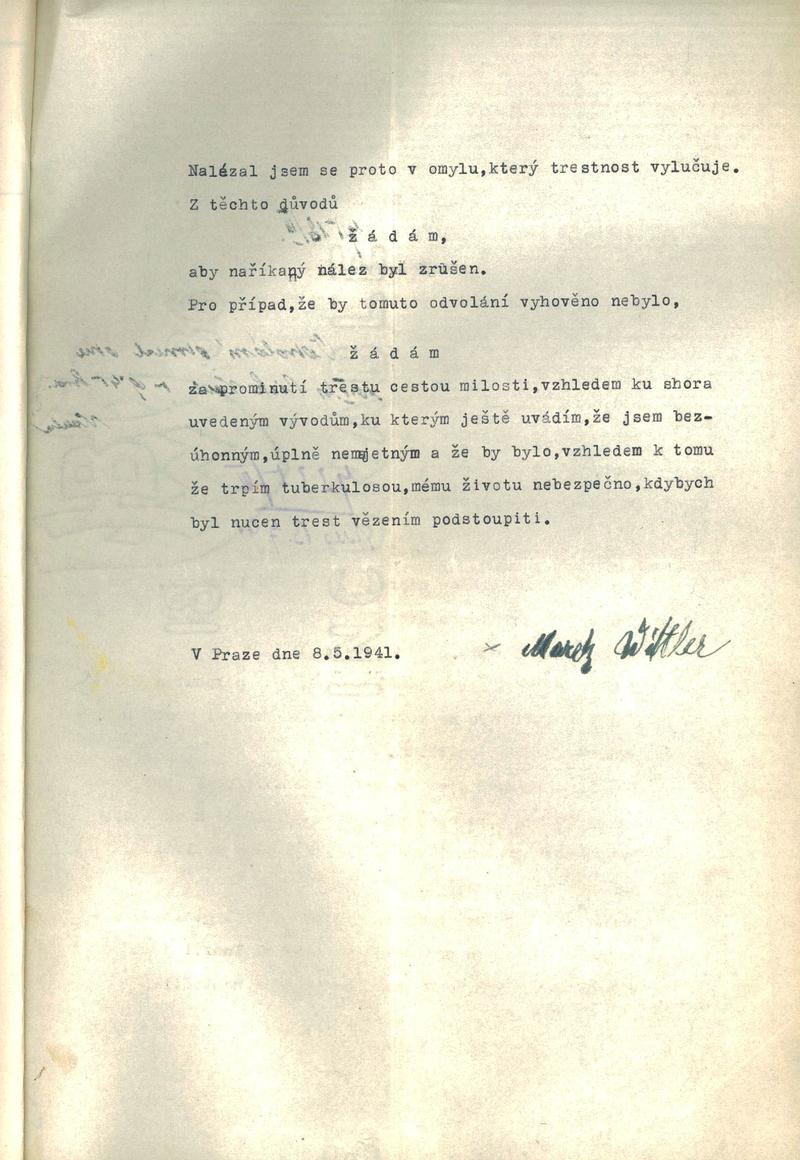 Nalézal jsem se proto v omylu,který trestnost vylučuje.
Z těchto důvodů
ž á d á m,
aby naříkaný nález byl zrušen.
Pro případ,že by tomuto odvolání vyhověno nebylo,
ž á d á m
za prominutí trestu cestou milosti,vzhledem ku shora
uvedeným vývodům,ku kterým ještě uvádím,že jsem bez-
úhonným,úplně nemjetným a že by bylo,vzhledem k tomu
že trpím tuberkulosou,mému životu nebezpečno,kdybych
byl nucen trest vězením podstoupiti.
V Praze dne 8.5.1941. × Marek Wittler